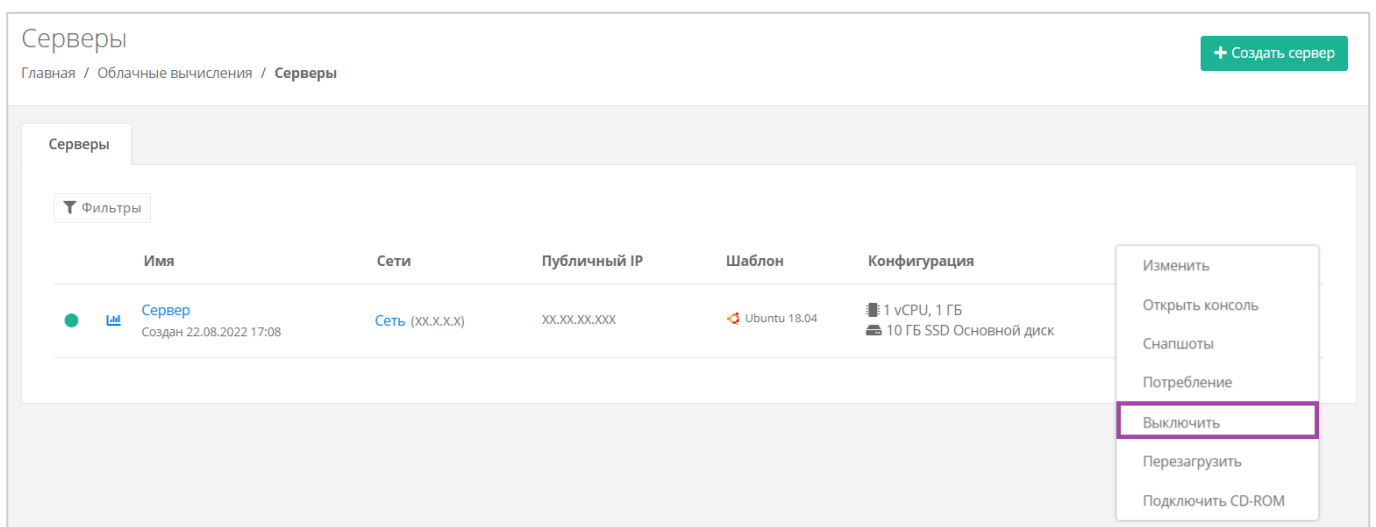 Серверы
+ Создать сервер
Главная / Облачные вычисления / Серверы
Серверы
Фильтры
Имя Сети Публичный IP Шаблон Конфигурация
Сервер
Создан 22.08.2022 17:08
Сеть (XX.X.X.X)
XX.XX.XX.XXX
Ubuntu 18.04
1 vCPU, 1 ГБ
10 ГБ SSD Основной диск
Изменить
Открыть консоль
Снапшоты
Потребление
Выключить
Перезагрузить
Подключить CD-ROM